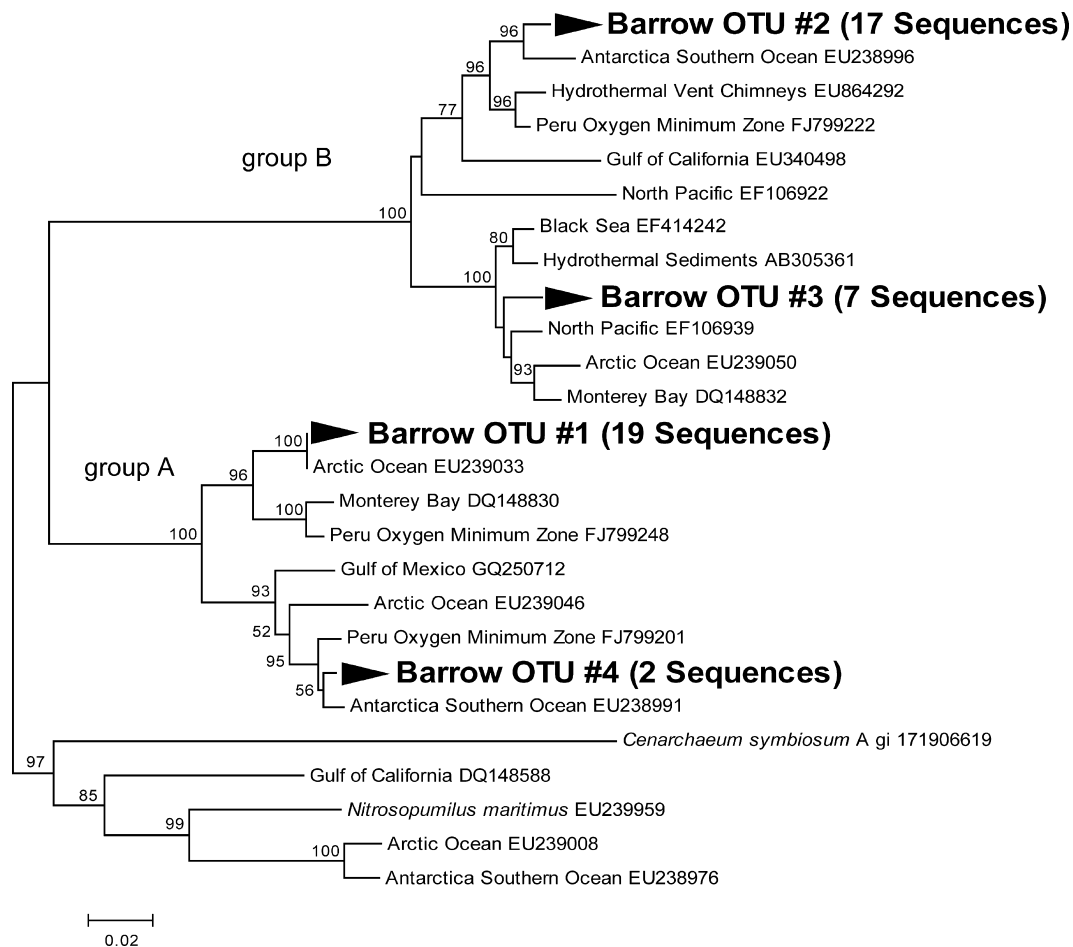 Barrow OTU #2 (17 Sequences)
96
Antarctica Southern Ocean EU238996
96
Hydrothermal Vent Chimneys EU864292
96
77
Peru Oxygen Minimum Zone FJ799222
group B
Gulf of California EU340498
North Pacific EF106922
100
Black Sea EF414242
80
Hydrothermal Sediments AB305361
100
Barrow OTU #3 (7 Sequences)
North Pacific EF106939
Arctic Ocean EU239050
93
Monterey Bay DQ148832
Barrow OTU #1 (19 Sequences)
100
group A
Arctic Ocean EU239033
96
Monterey Bay DQ148830
100
Peru Oxygen Minimum Zone FJ799248
100
Gulf of Mexico GQ250712
93
Arctic Ocean EU239046
52
Peru Oxygen Minimum Zone FJ799201
95
Barrow OTU #4 (2 Sequences)
56
Antarctica Southern Ocean EU238991
Cenarchaeum symbiosum A gi 171906619
97
Gulf of California DQ148588
85
Nitrosopumilus maritimus EU239959
99
Arctic Ocean EU239008
100
Antarctica Southern Ocean EU238976
0.02